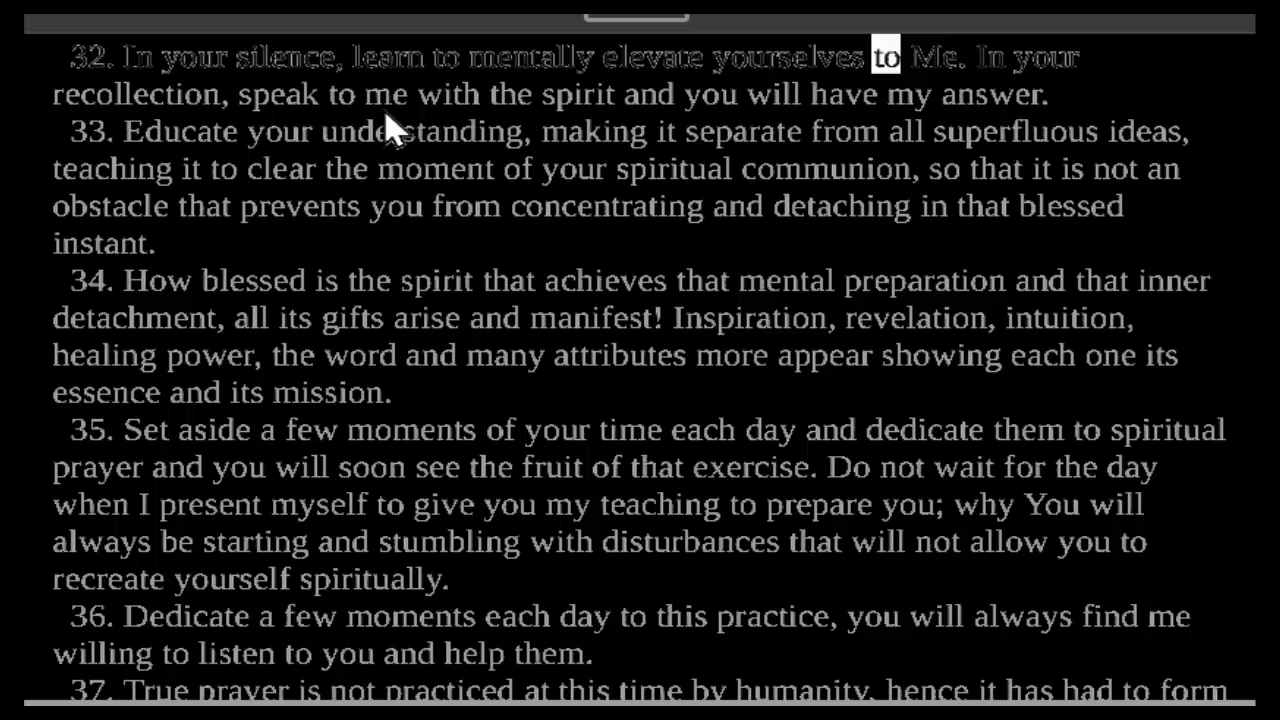 32. In your silence, learn to mentally elevate yourselves to Me. In your
recollection, speak to me with the spirit and you will have my answer.
33. Educate your understanding, making it separate from all superfluous ideas,
teaching it to clear the moment of your spiritual communion, so that it is not an
obstacle that prevents you from concentrating and detaching in that blessed
instant.
34. How blessed is the spirit that achieves that mental preparation and that inner
detachment, all its gifts arise and manifest! Inspiration, revelation, intuition,
healing power, the word and many attributes more appear showing each one its
essence and its mission.
35. Set aside a few moments of your time each day and dedicate them to spiritual
prayer and you will soon see the fruit of that exercise. Do not wait for the day
when I present myself to give you my teaching to prepare you; why You will
always be starting and stumbling with disturbances that will not allow you to
recreate yourself spiritually.
36. Dedicate a few moments each day to this practice, you will always find me
willing to listen to you and help them.
37. True prayer is not practiced at this time by humanity, hence it has had to form